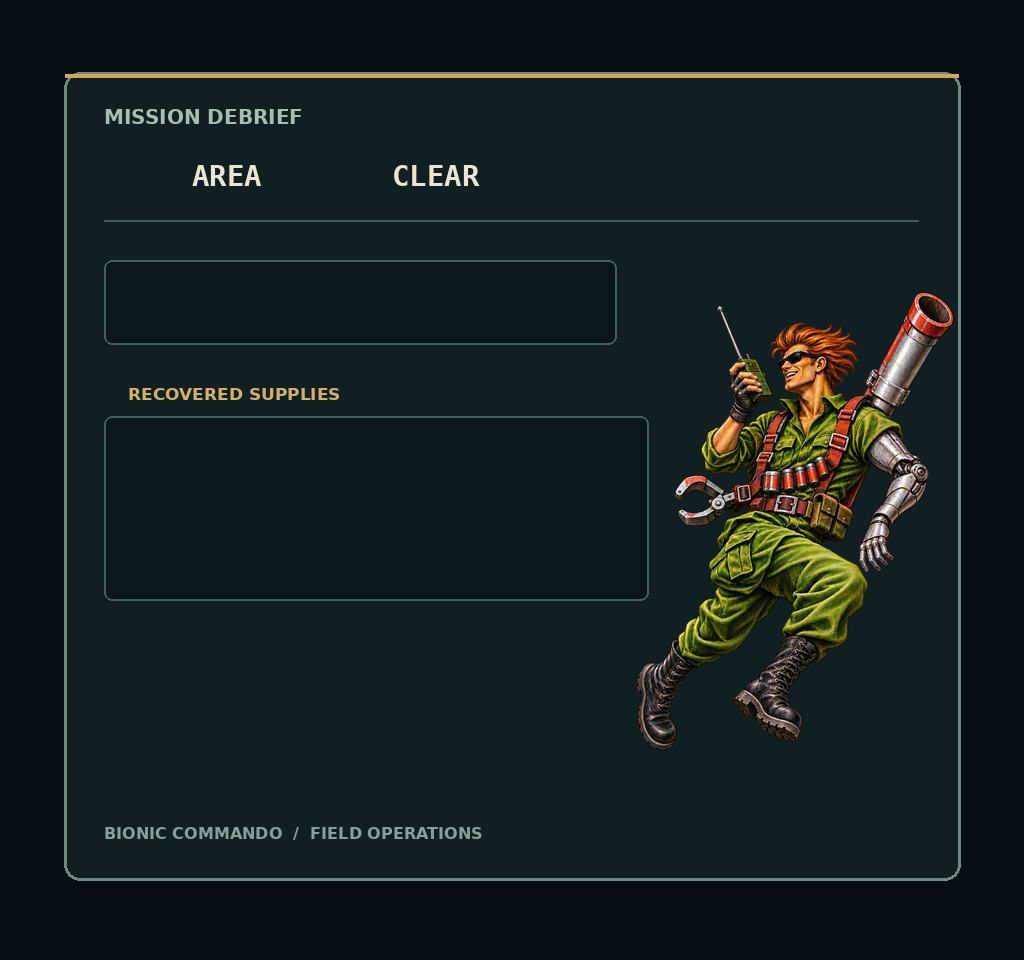 MISSION DEBRIEF
AREA CLEAR
RECOVERED SUPPLIES
BIONIC COMMANDO / FIELD OPERATIONS